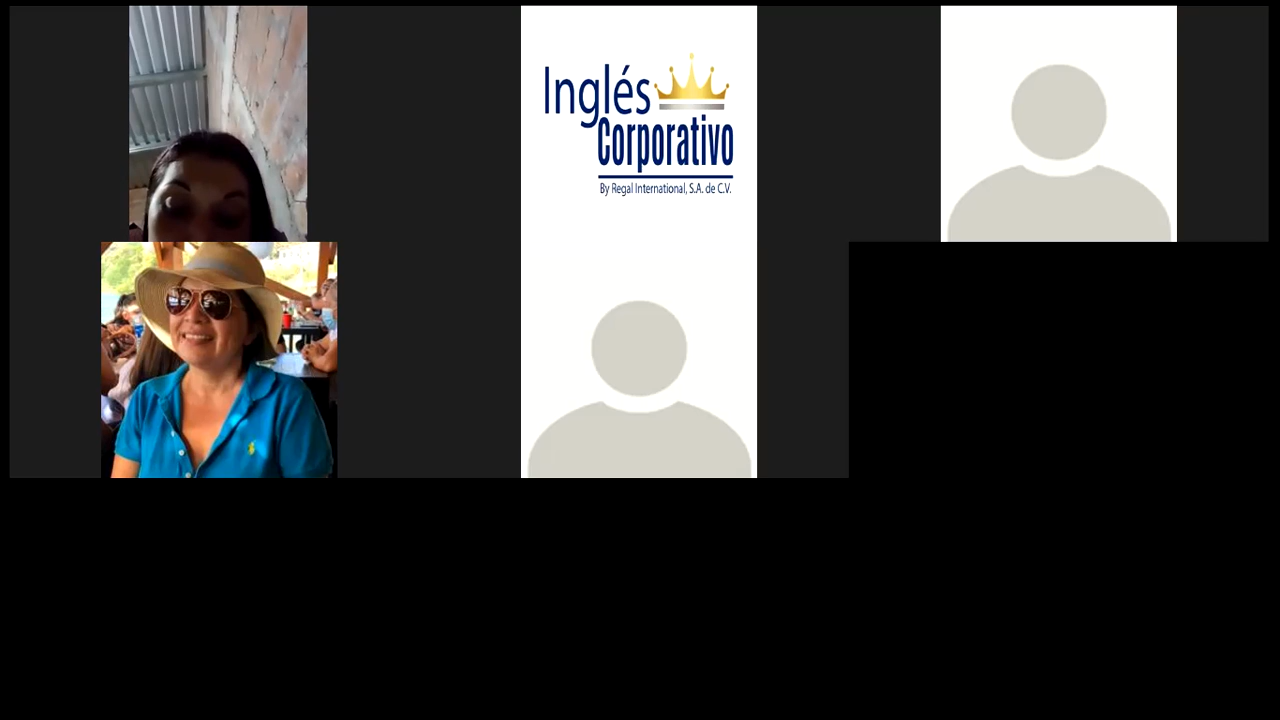 Inglés
Corporativo
By Regal International, S.A. de C.V.